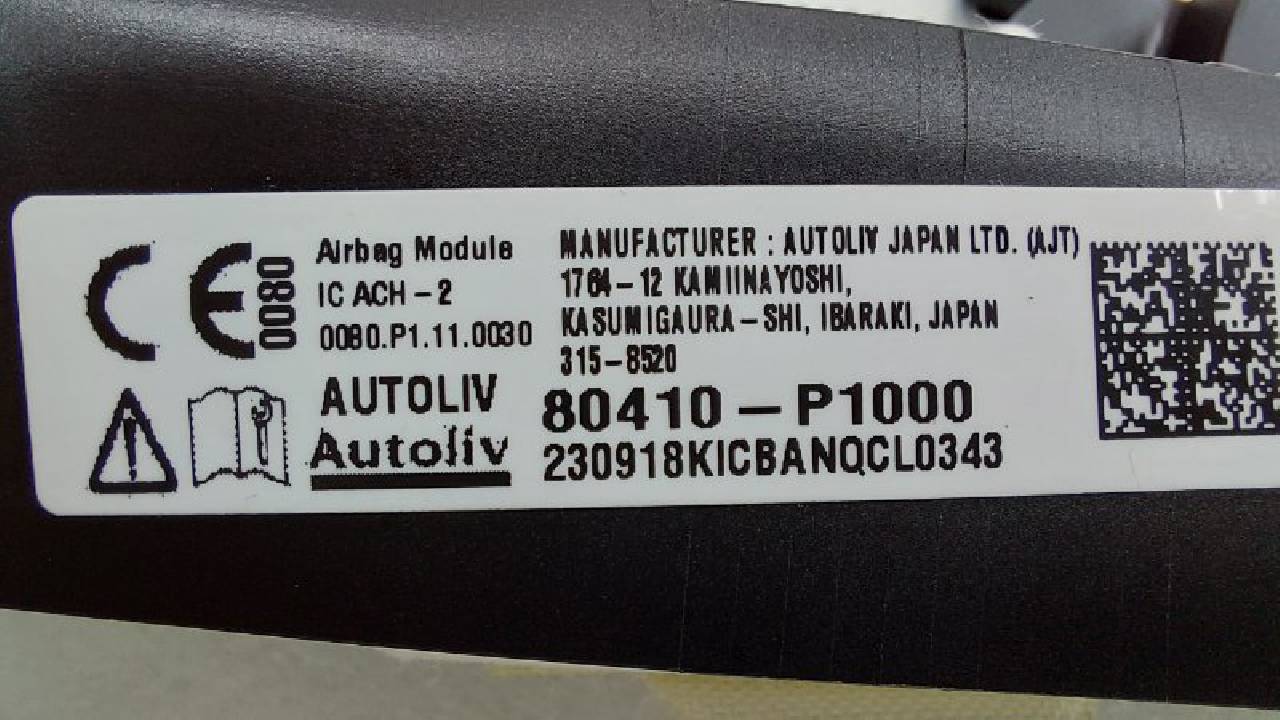 CE 0080
Airbag Module
IC ACH-2
0080.P1.11.0030
AUTOLIV
Autoliv
MANUFACTURER : AUTOLIV JAPAN LTD. (AJT)
1764-12 KAMIINAYOSHI,
KASUMIGAURA-SHI, IBARAKI, JAPAN
315-8520
80410-P1000
230918KICBANQCL0343